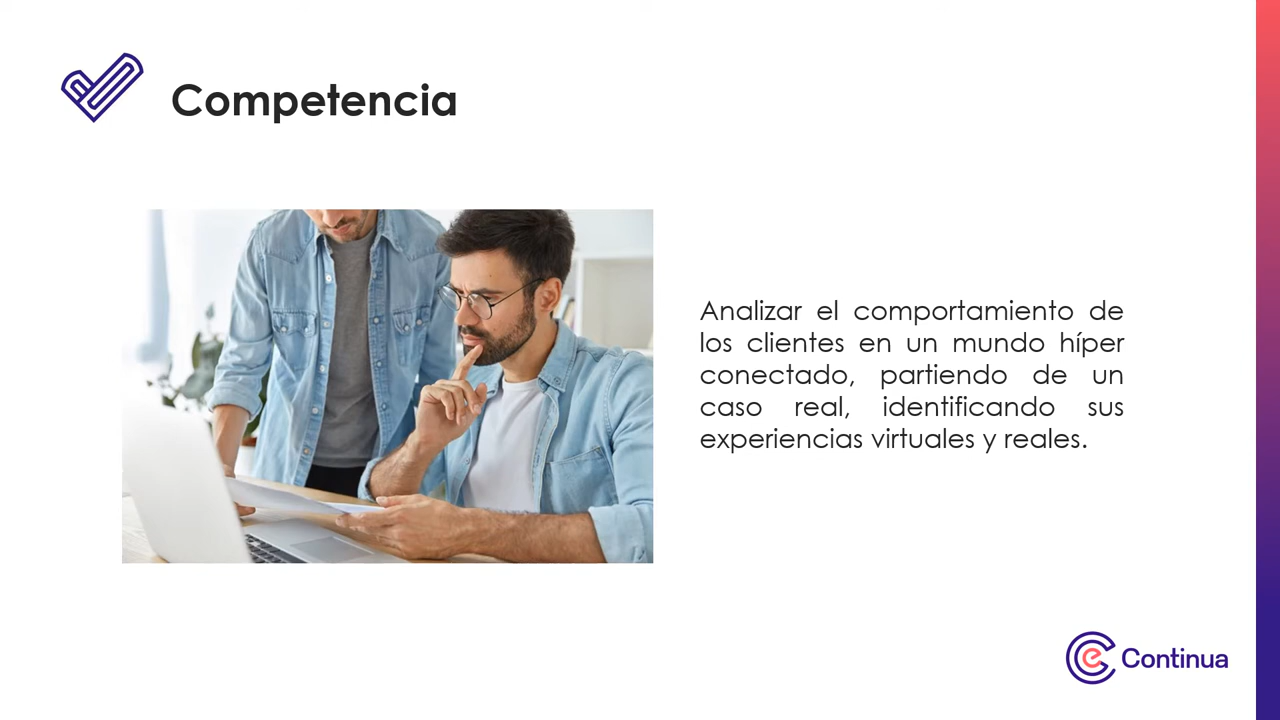 Competencia
Analizar el comportamiento de
los clientes en un mundo híper
conectado, partiendo de un
caso real, identificando sus
experiencias virtuales y reales.
Continua